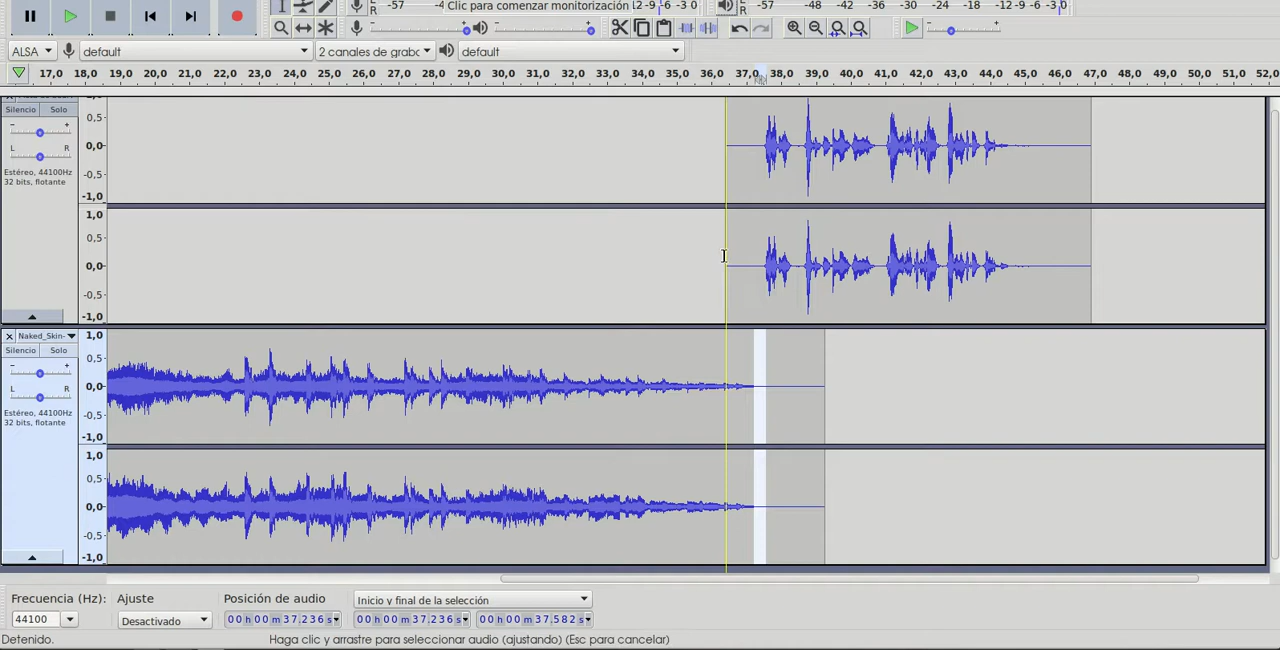 -57 -4 Clic para comenzar monitorización L2 -9 -6 -3 0 -57 -48 -42 -36 -30 -24 -18 -12 -9 -6 -3 0
R R
ALSA default 2 canales de grabo default
17,0 18,0 19,0 20,0 21,0 22,0 23,0 24,0 25,0 26,0 27,0 28,0 29,0 30,0 31,0 32,0 33,0 34,0 35,0 36,0 37,0 38,0 39,0 40,0 41,0 42,0 43,0 44,0 45,0 46,0 47,0 48,0 49,0 50,0 51,0 52,0
Silencio Solo
- +
L R
Estéreo, 44100Hz
32 bits, flotante
0,5
0,0
-0,5
-1,0
1,0
0,5
0,0
-0,5
-1,0
Naked_Skin-
Silencio Solo
- +
L R
Estéreo, 44100Hz
32 bits, flotante
1,0
0,5
0,0
-0,5
-1,0
1,0
0,5
0,0
-0,5
-1,0
Frecuencia (Hz): Ajuste Posición de audio Inicio y final de la selección
44100 Desactivado 00 h 00 m 37,236 s 00 h 00 m 37,236 s 00 h 00 m 37,582 s
Detenido. Haga clic y arrastre para seleccionar audio (ajustando) (Esc para cancelar)